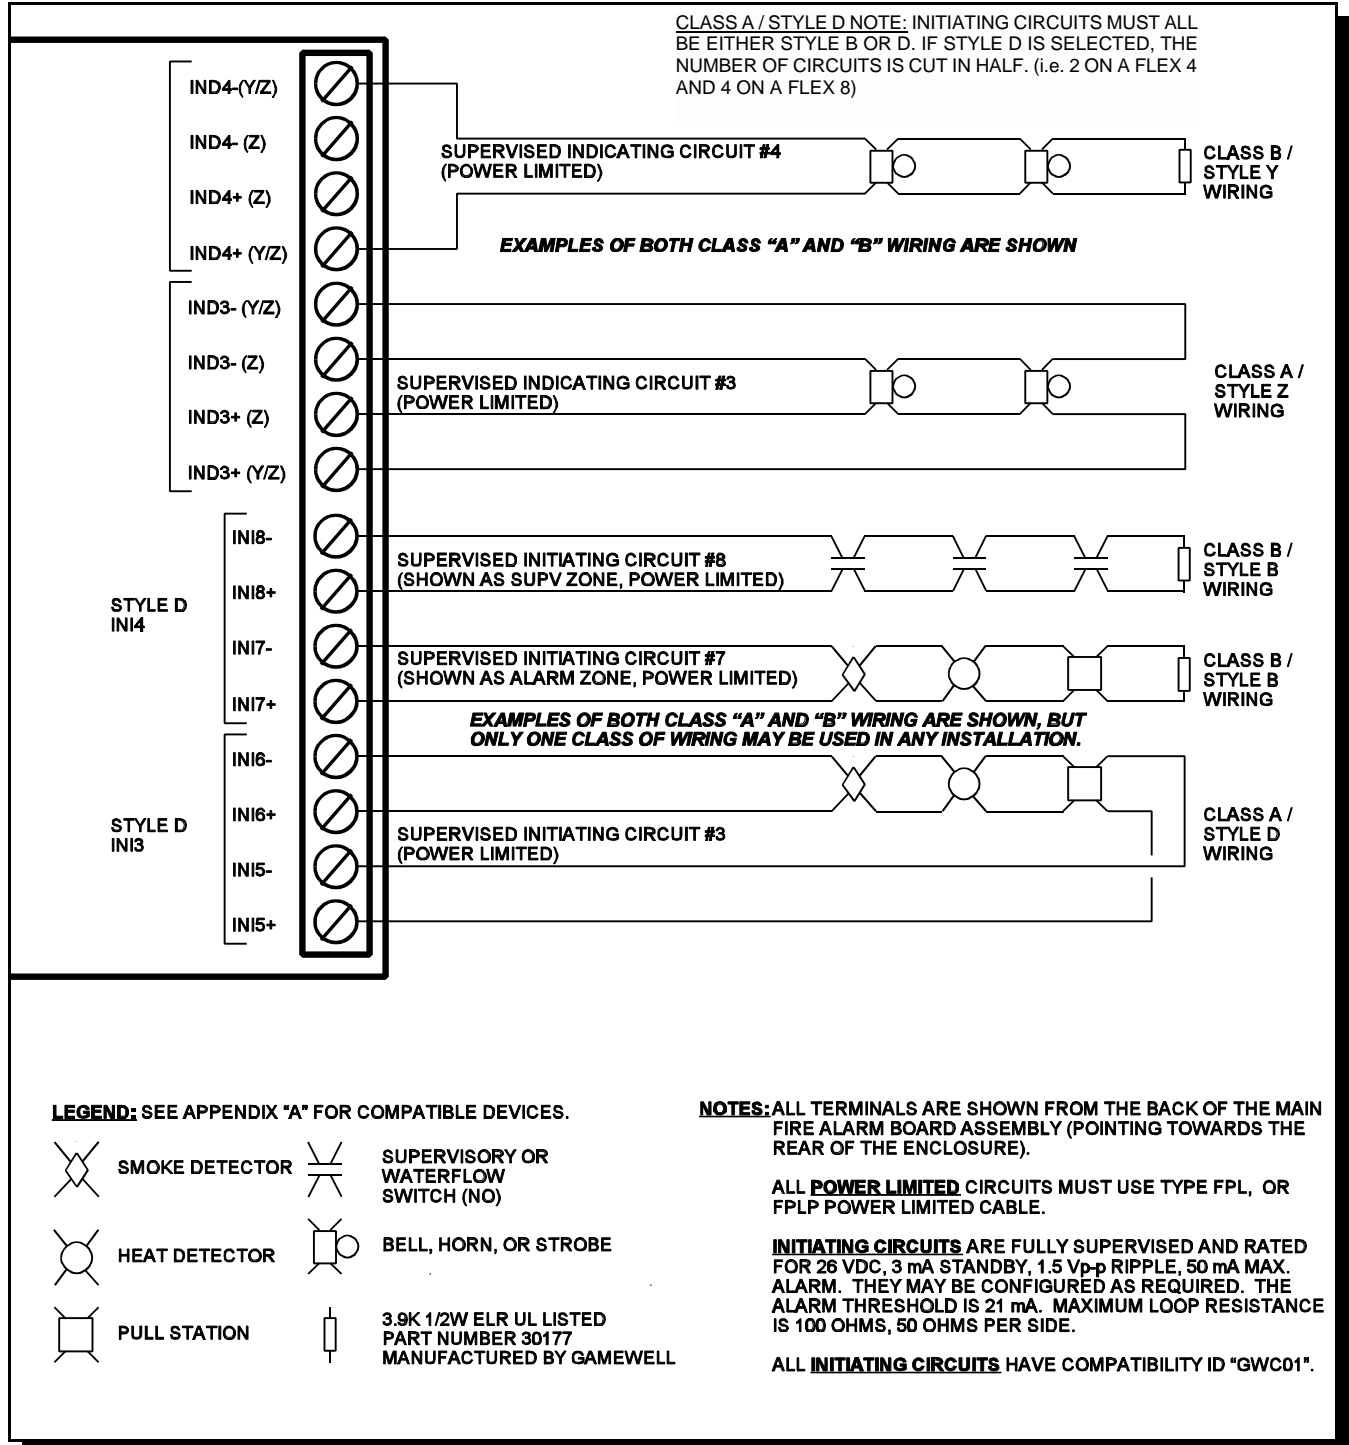 CLASS A / STYLE D NOTE: INITIATING CIRCUITS MUST ALL
BE EITHER STYLE B OR D. IF STYLE D IS SELECTED, THE
NUMBER OF CIRCUITS IS CUT IN HALF. (i.e. 2 ON A FLEX 4
AND 4 ON A FLEX 8)
IND4-(Y/Z)
IND4- (Z)
IND4+ (Z)
IND4+ (Y/Z)
SUPERVISED INDICATING CIRCUIT #4
(POWER LIMITED)
CLASS B /
STYLE Y
WIRING
EXAMPLES OF BOTH CLASS “A” AND “B” WIRING ARE SHOWN
IND3- (Y/Z)
IND3- (Z)
IND3+ (Z)
IND3+ (Y/Z)
SUPERVISED INDICATING CIRCUIT #3
(POWER LIMITED)
CLASS A /
STYLE Z
WIRING
STYLE D
INI4
INI8-
INI8+
INI7-
INI7+
SUPERVISED INITIATING CIRCUIT #8
(SHOWN AS SUPV ZONE, POWER LIMITED)
CLASS B /
STYLE B
WIRING
SUPERVISED INITIATING CIRCUIT #7
(SHOWN AS ALARM ZONE, POWER LIMITED)
CLASS B /
STYLE B
WIRING
EXAMPLES OF BOTH CLASS “A” AND “B” WIRING ARE SHOWN, BUT
ONLY ONE CLASS OF WIRING MAY BE USED IN ANY INSTALLATION.
STYLE D
INI3
INI6-
INI6+
INI5-
INI5+
SUPERVISED INITIATING CIRCUIT #3
(POWER LIMITED)
CLASS A /
STYLE D
WIRING
LEGEND: SEE APPENDIX “A” FOR COMPATIBLE DEVICES.
SMOKE DETECTOR
SUPERVISORY OR
WATERFLOW
SWITCH (NO)
HEAT DETECTOR
BELL, HORN, OR STROBE
PULL STATION
3.9K 1/2W ELR UL LISTED
PART NUMBER 30177
MANUFACTURED BY GAMEWELL
NOTES: ALL TERMINALS ARE SHOWN FROM THE BACK OF THE MAIN
FIRE ALARM BOARD ASSEMBLY (POINTING TOWARDS THE
REAR OF THE ENCLOSURE).
ALL POWER LIMITED CIRCUITS MUST USE TYPE FPL, OR
FPLP POWER LIMITED CABLE.
INITIATING CIRCUITS ARE FULLY SUPERVISED AND RATED
FOR 26 VDC, 3 mA STANDBY, 1.5 Vp-p RIPPLE, 50 mA MAX.
ALARM. THEY MAY BE CONFIGURED AS REQUIRED. THE
ALARM THRESHOLD IS 21 mA. MAXIMUM LOOP RESISTANCE
IS 100 OHMS, 50 OHMS PER SIDE.
ALL INITIATING CIRCUITS HAVE COMPATIBILITY ID “GWC01”.